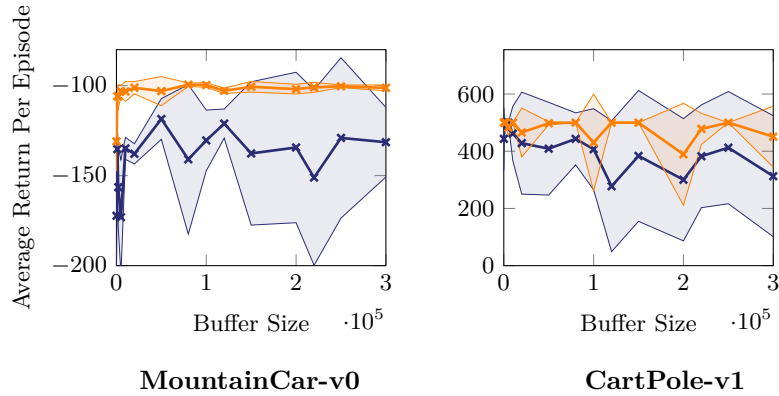 Average Return Per Episode
−100
−150
−200
0 1 2 3
Buffer Size ·10^5
MountainCar-v0
600
400
200
0
0 1 2 3
Buffer Size ·10^5
CartPole-v1